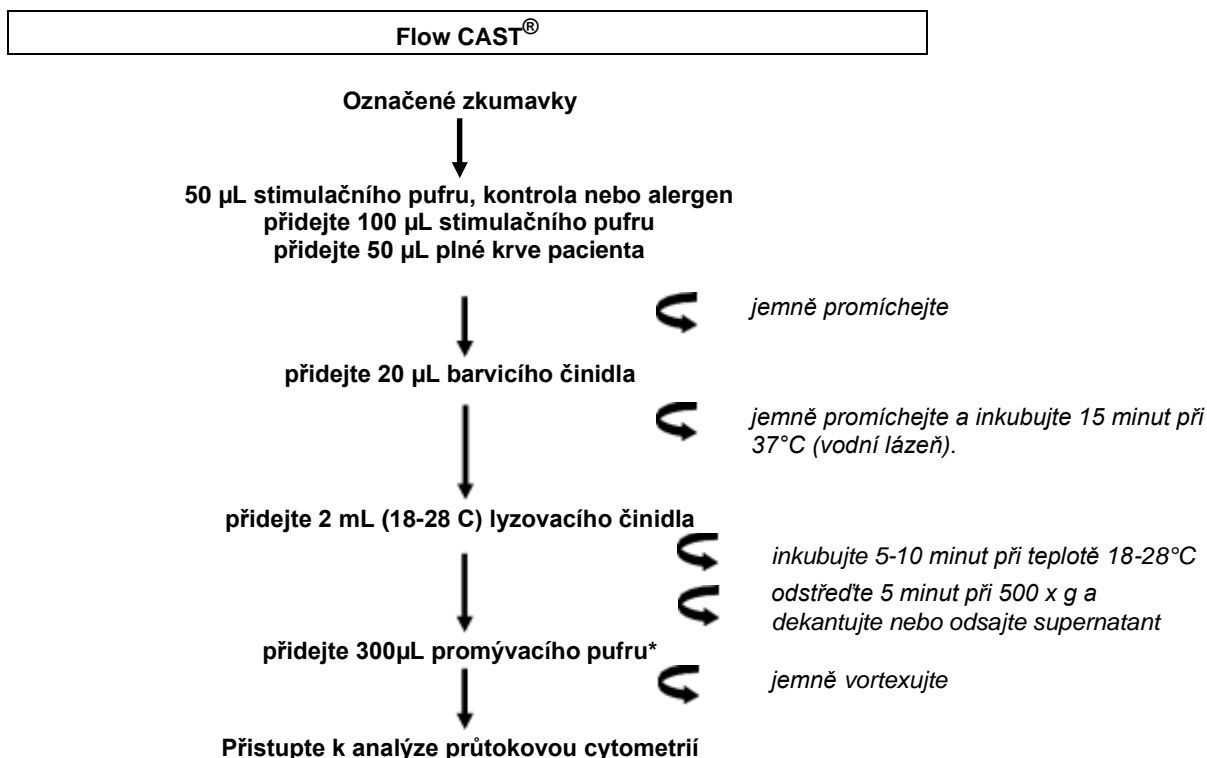 Flow CAST®
Označené zkumavky
50 µL stimulačního pufru, kontrola nebo alergen
přidejte 100 µL stimulačního pufru
přidejte 50 µL plné krve pacienta
jemně promíchejte
přidejte 20 µL barvicího činidla
jemně promíchejte a inkubujte 15 minut při
37°C (vodní lázeň).
přidejte 2 mL (18-28 C) lyzovacího činidla
inkubujte 5-10 minut při teplotě 18-28°C
odstřeďte 5 minut při 500 x g a
dekantujte nebo odsajte supernatant
přidejte 300µL promývacího pufru*
jemně vortexujte
Přistupte k analýze průtokovou cytometrií